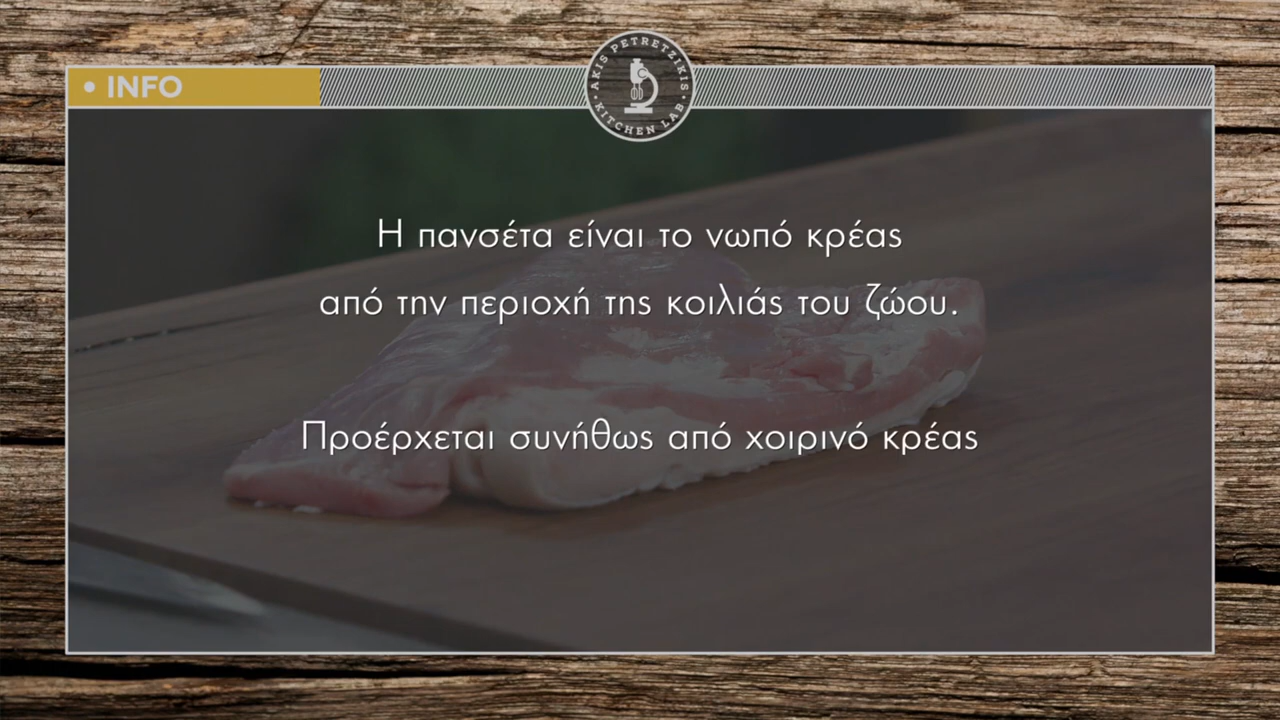 • INFO
AKIS PETRETZIKIS
• KITCHEN LAB •
Η πανσέτα είναι το νωπό κρέας
από την περιοχή της κοιλιάς του ζώου.
Προέρχεται συνήθως από χοιρινό κρέας